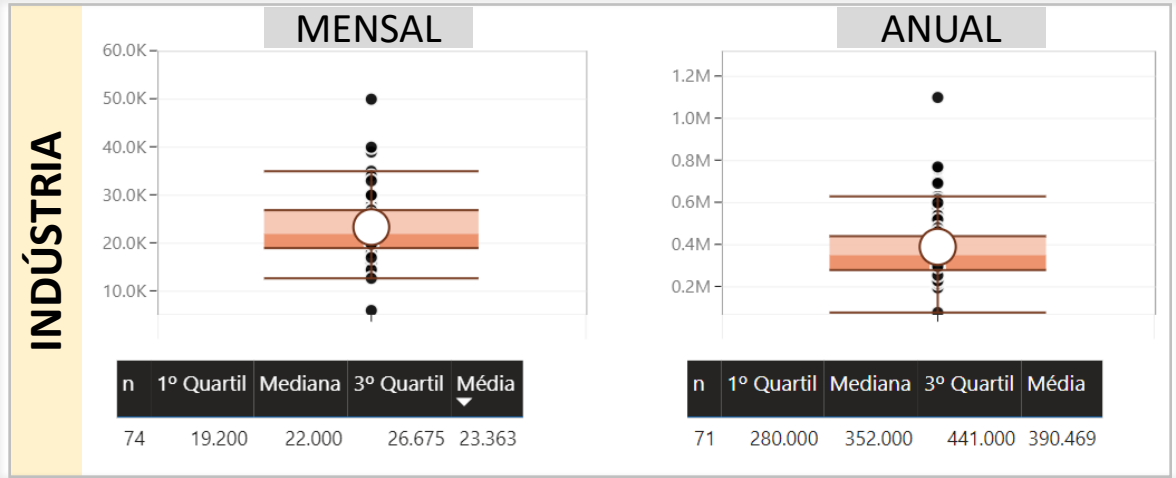 INDÚSTRIA
MENSAL
60.0K
50.0K
40.0K
30.0K
20.0K
10.0K
n 1º Quartil Mediana 3º Quartil Média
74 19.200 22.000 26.675 23.363
ANUAL
1.2M
1.0M
0.8M
0.6M
0.4M
0.2M
n 1º Quartil Mediana 3º Quartil Média
71 280.000 352.000 441.000 390.469